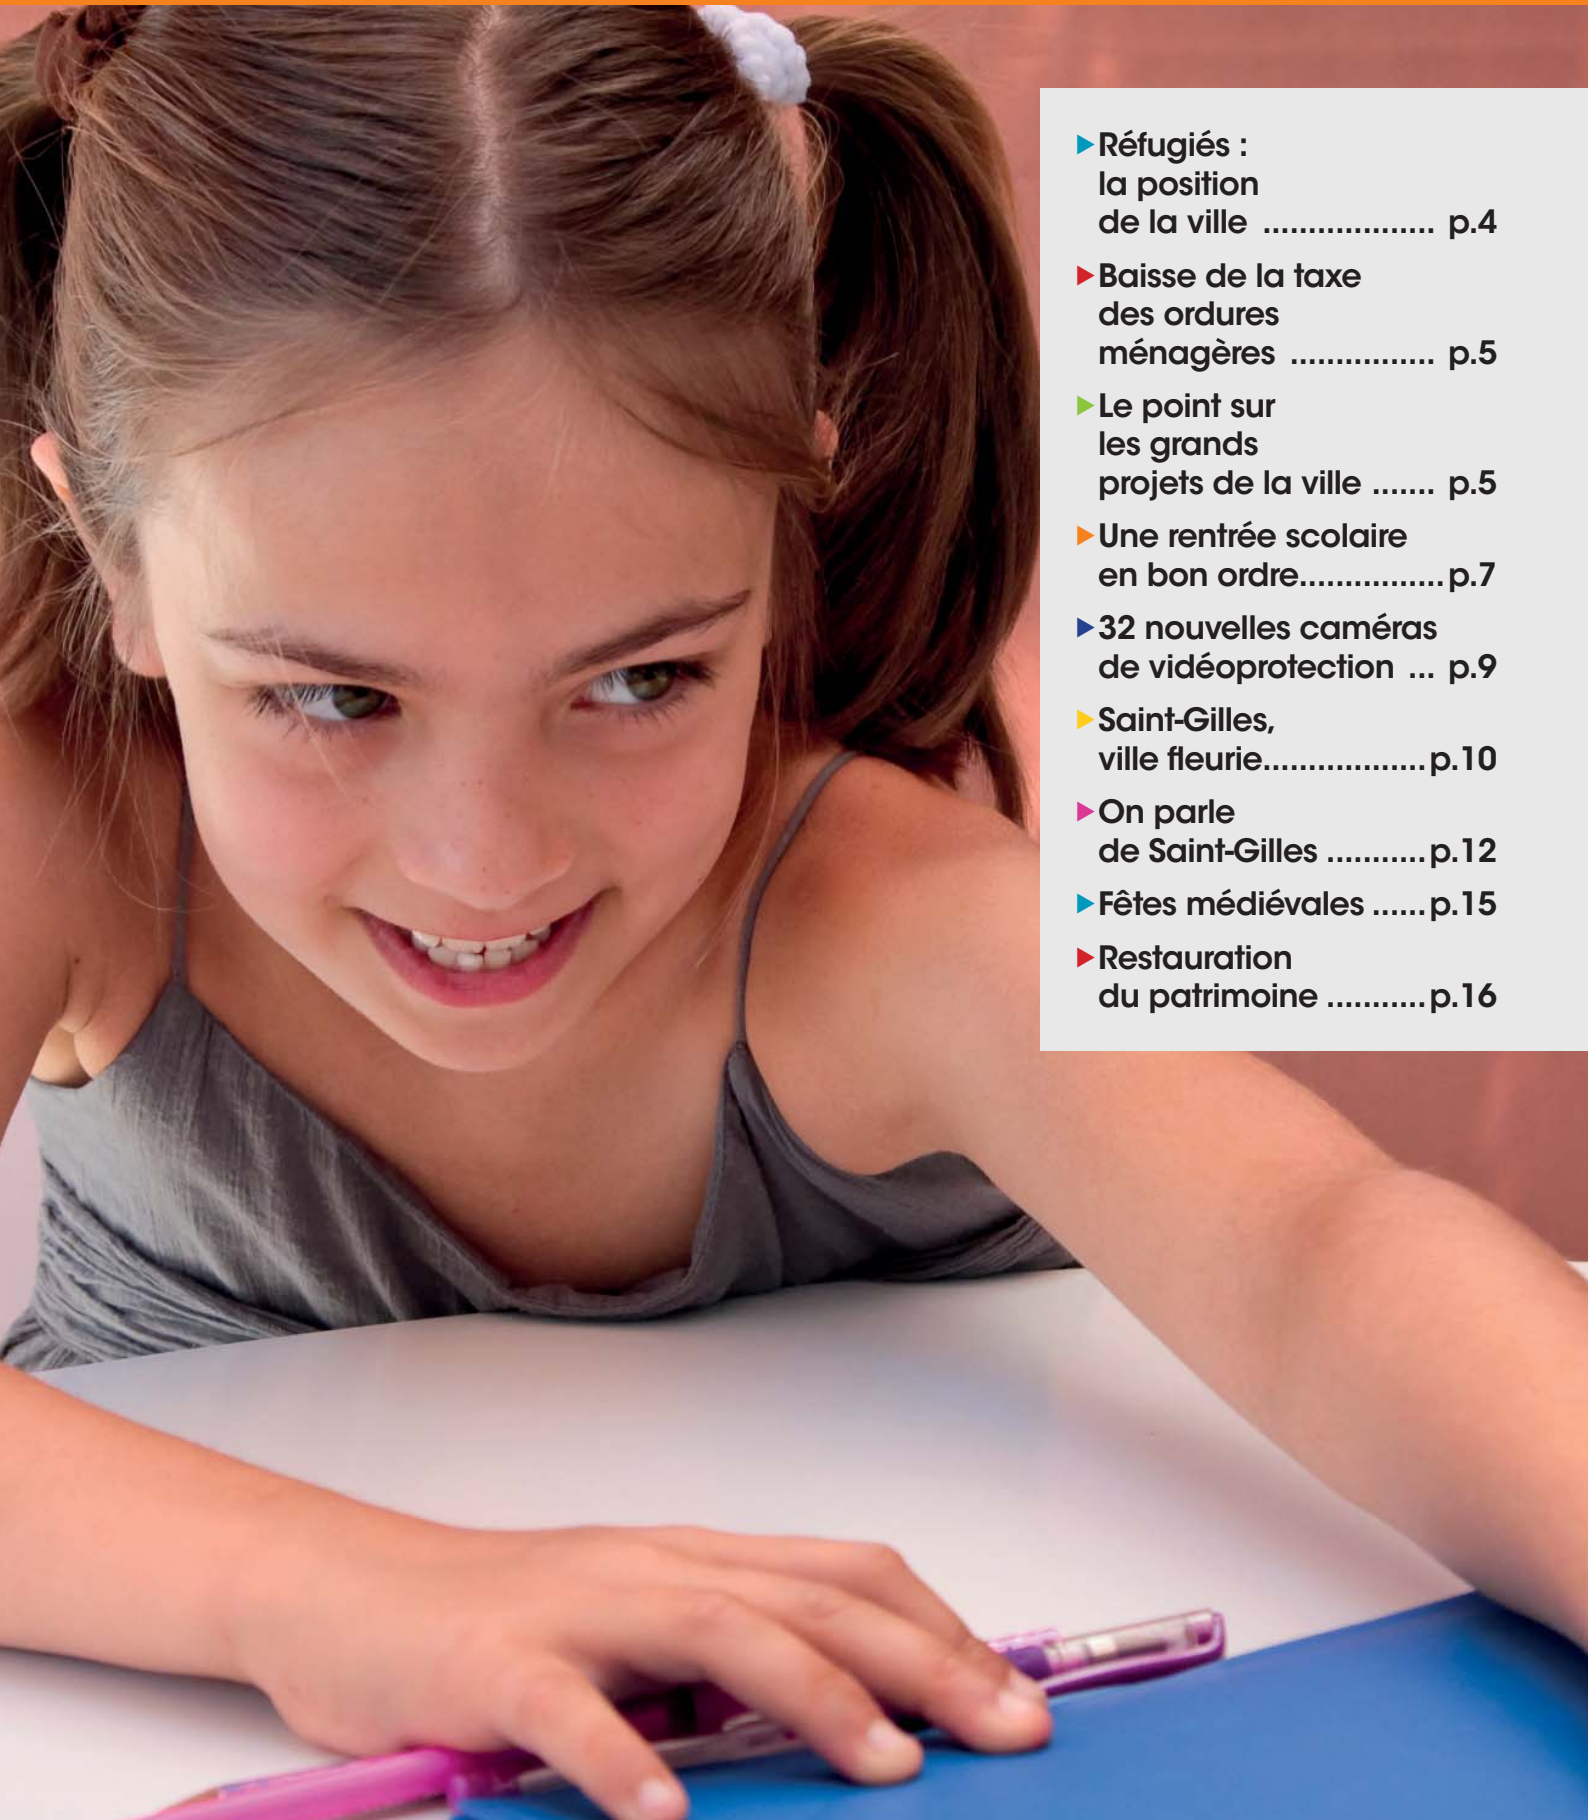 Réfugiés :
la position
de la ville ................... p.4
Baisse de la taxe
des ordures
ménagères ................ p.5
Le point sur
les grands
projets de la ville ....... p.5
Une rentrée scolaire
en bon ordre................p.7
32 nouvelles caméras
de vidéoprotection ... p.9
Saint-Gilles,
ville fleurie..................p.10
On parle
de Saint-Gilles ...........p.12
Fêtes médiévales ......p.15
Restauration
du patrimoine ...........p.16